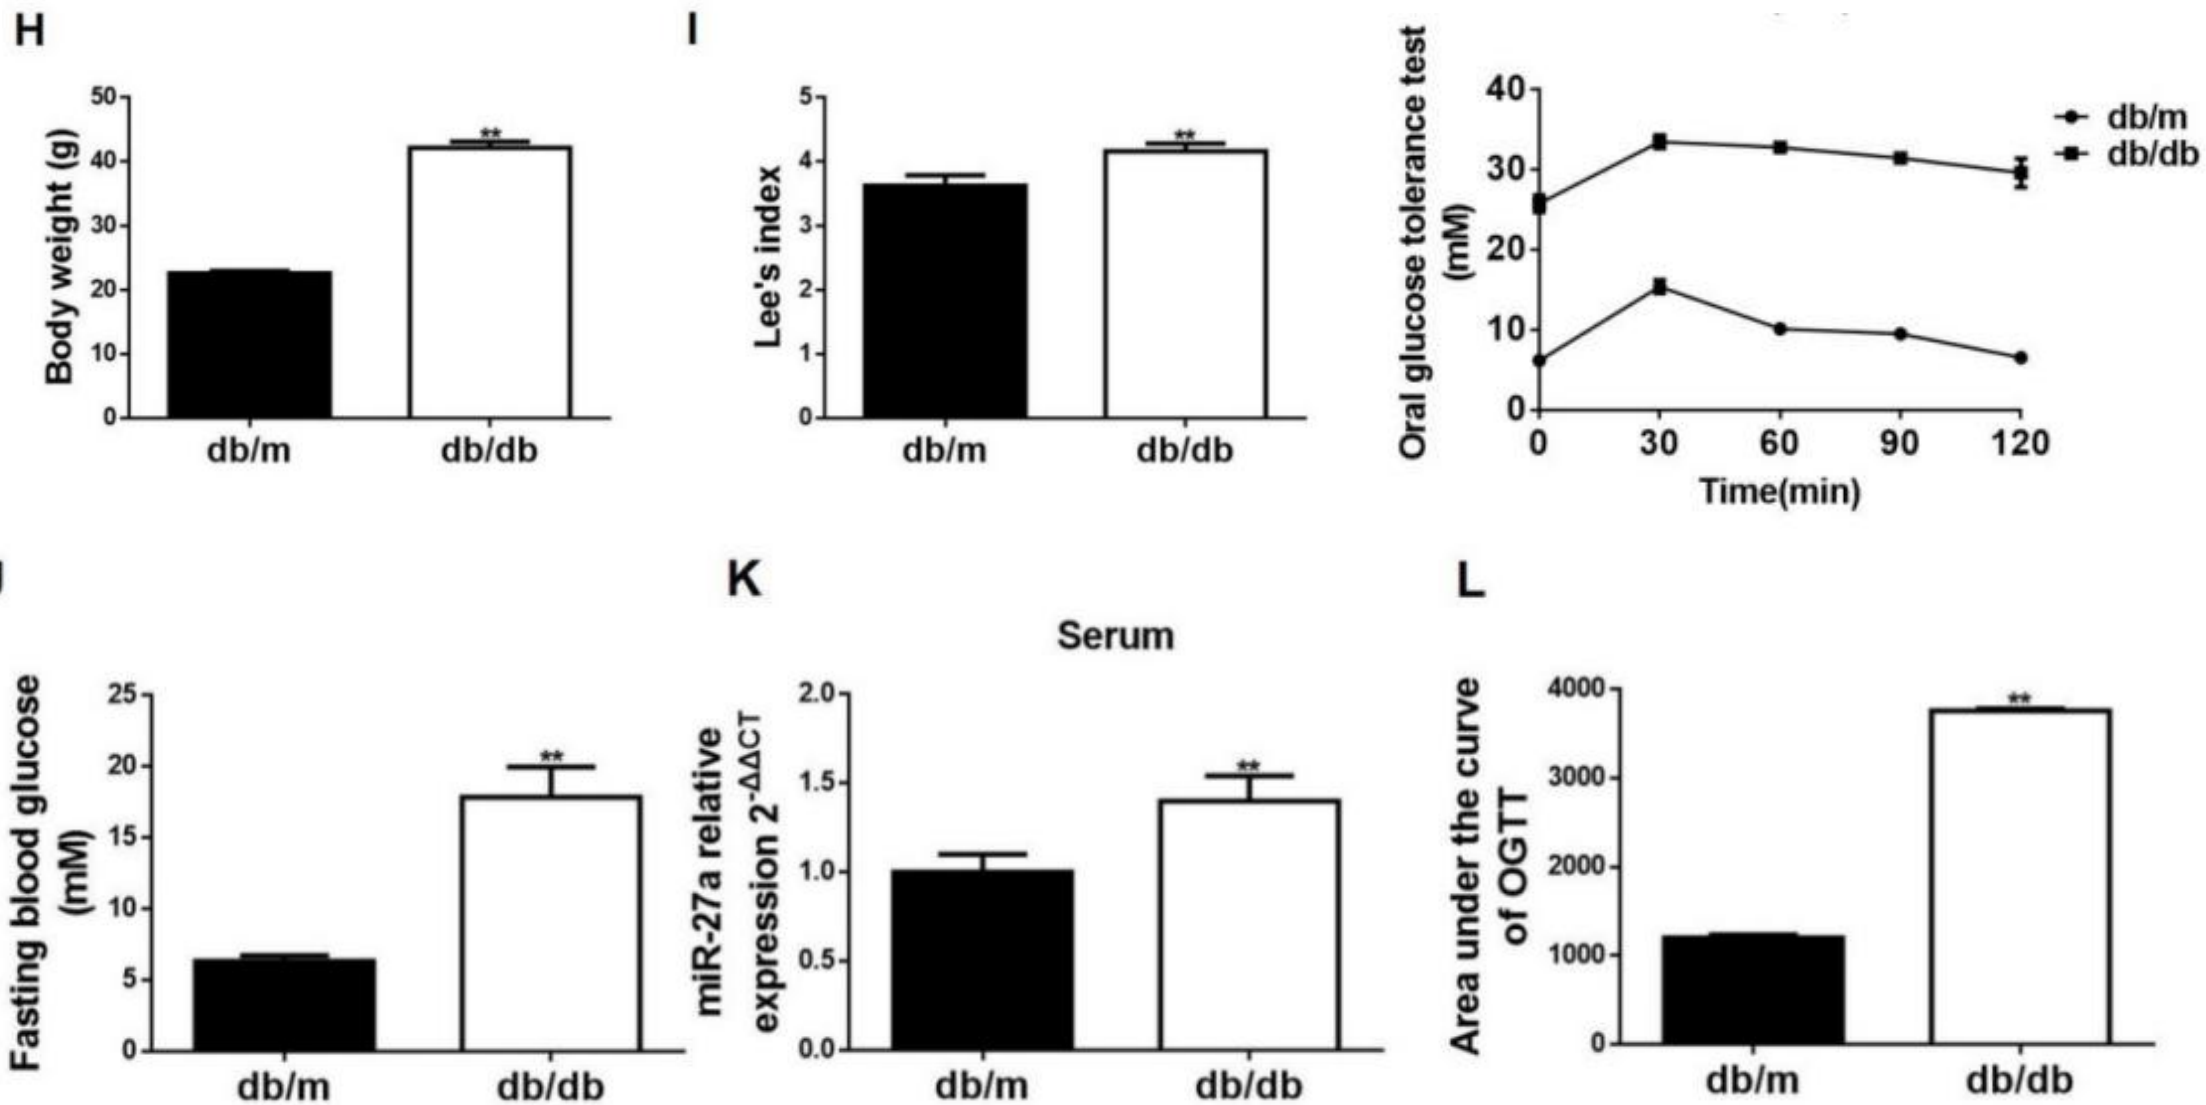 H
50
40
30
20
10
0
Body weight (g)
**
db/m
db/db
I
5
4
3
2
1
0
Lee's index
**
db/m
db/db
Oral glucose tolerance test
(mM)
40
30
20
10
0
0
30
60
90
120
Time(min)
db/m
db/db
Fasting blood glucose
(mM)
25
20
15
10
5
0
**
db/m
db/db
K
Serum
miR-27a relative
expression 2-ΔΔCT
2.0
1.5
1.0
0.5
0.0
**
db/m
db/db
L
Area under the curve
of OGTT
4000
3000
2000
1000
0
**
db/m
db/db